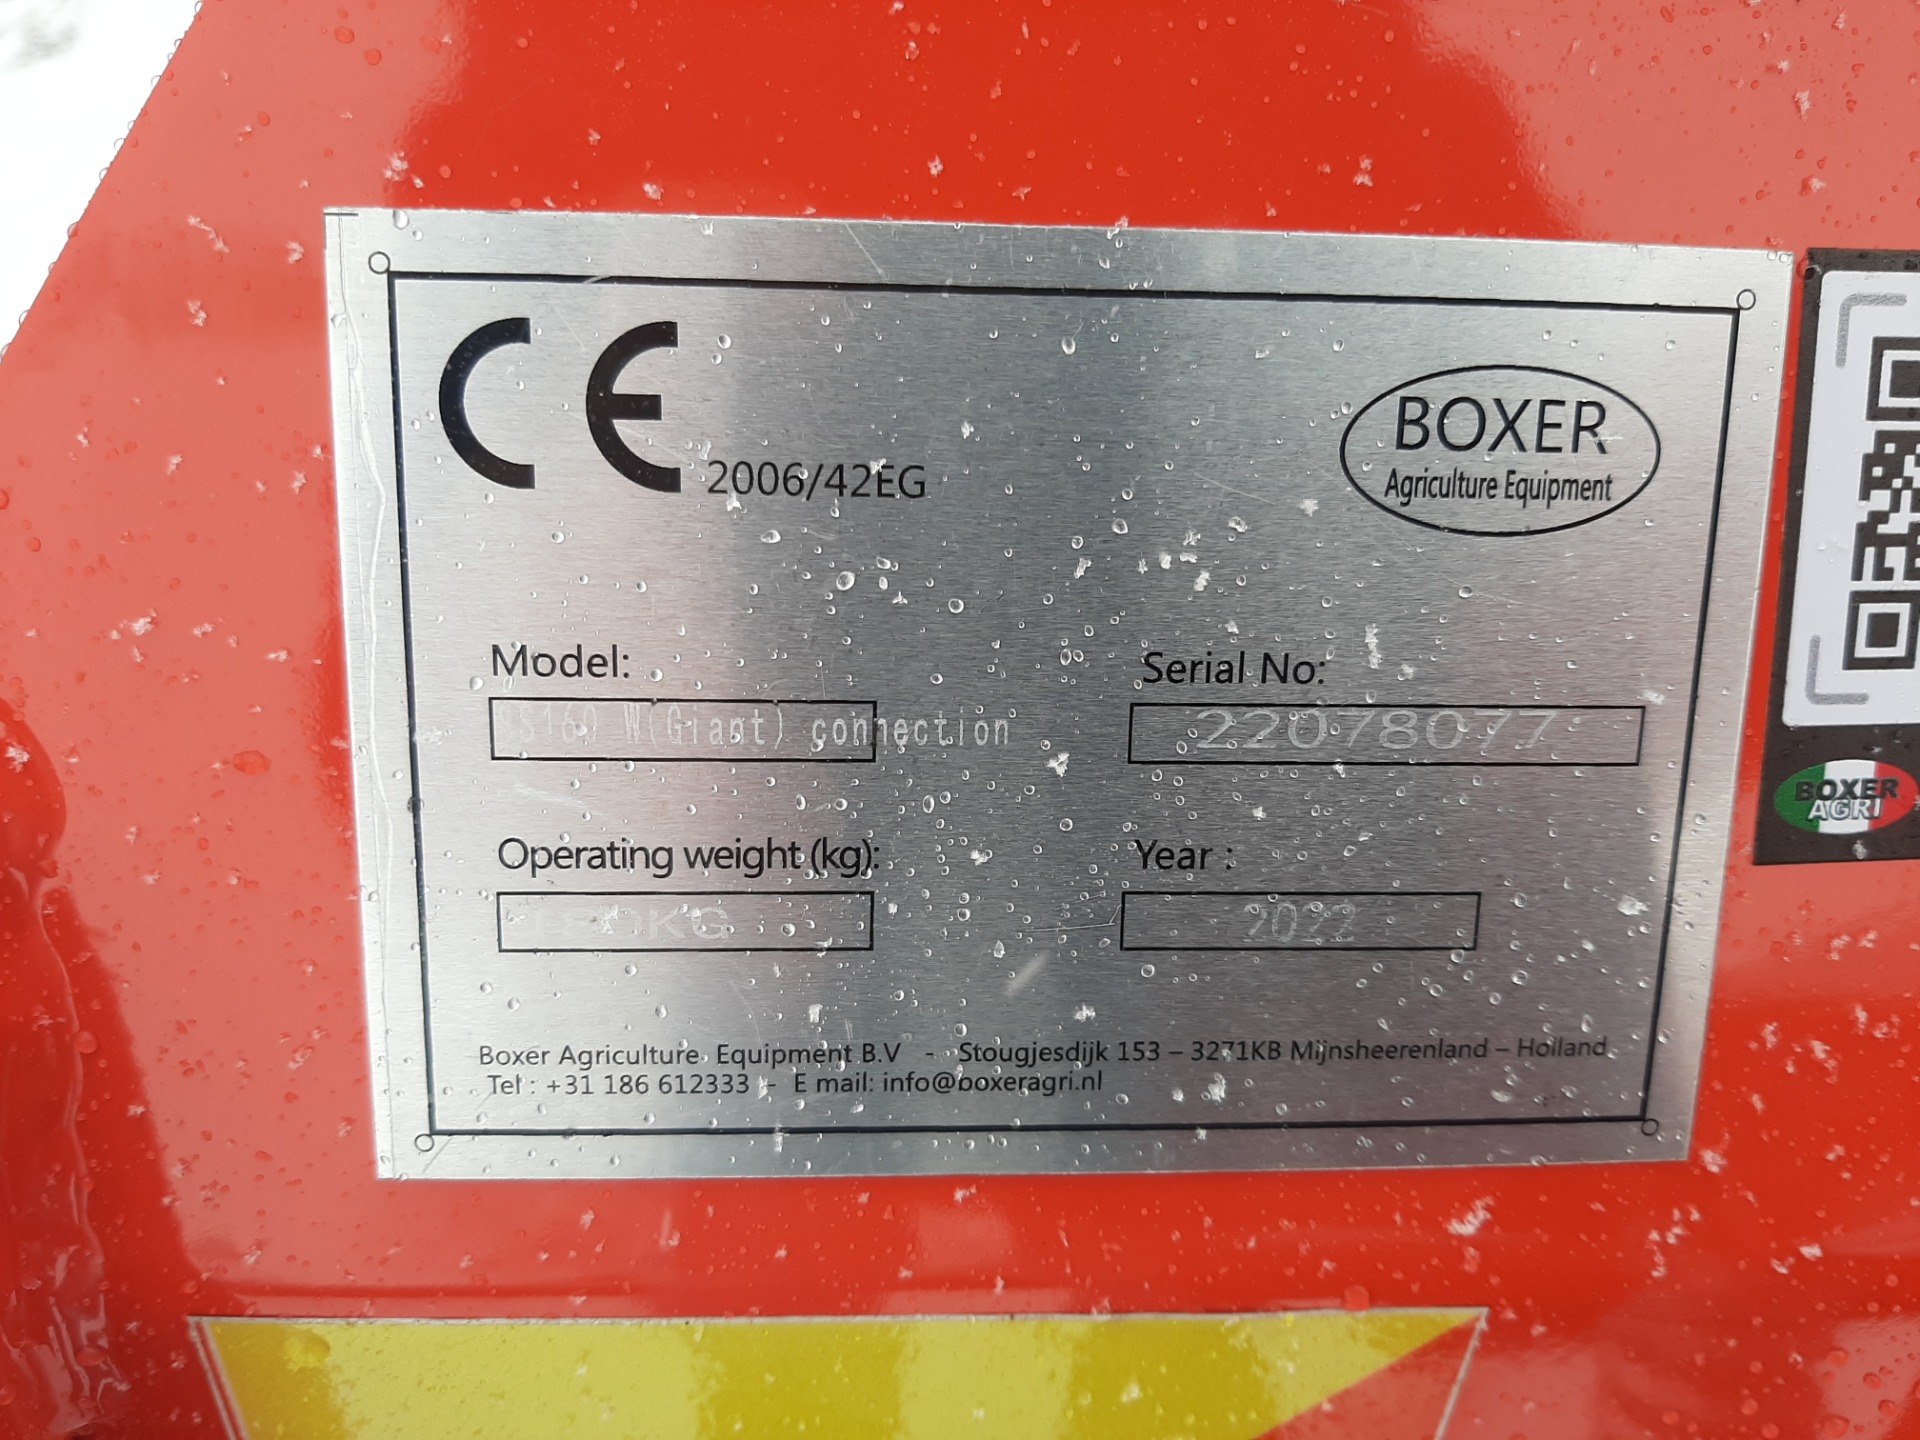 CE 2006/42EG
BOXER
Agriculture Equipment
Model:
Serial No:
W(Giant) connection
22078077
Operating weight (kg):
Year :
2022
Boxer Agriculture Equipment B.V - Stougjesdijk 153 – 3271KB Mijnsheerenland – Holland
Tel : +31 186 612333 - E mail: info@boxeragri.nl
BOXER
AGRI